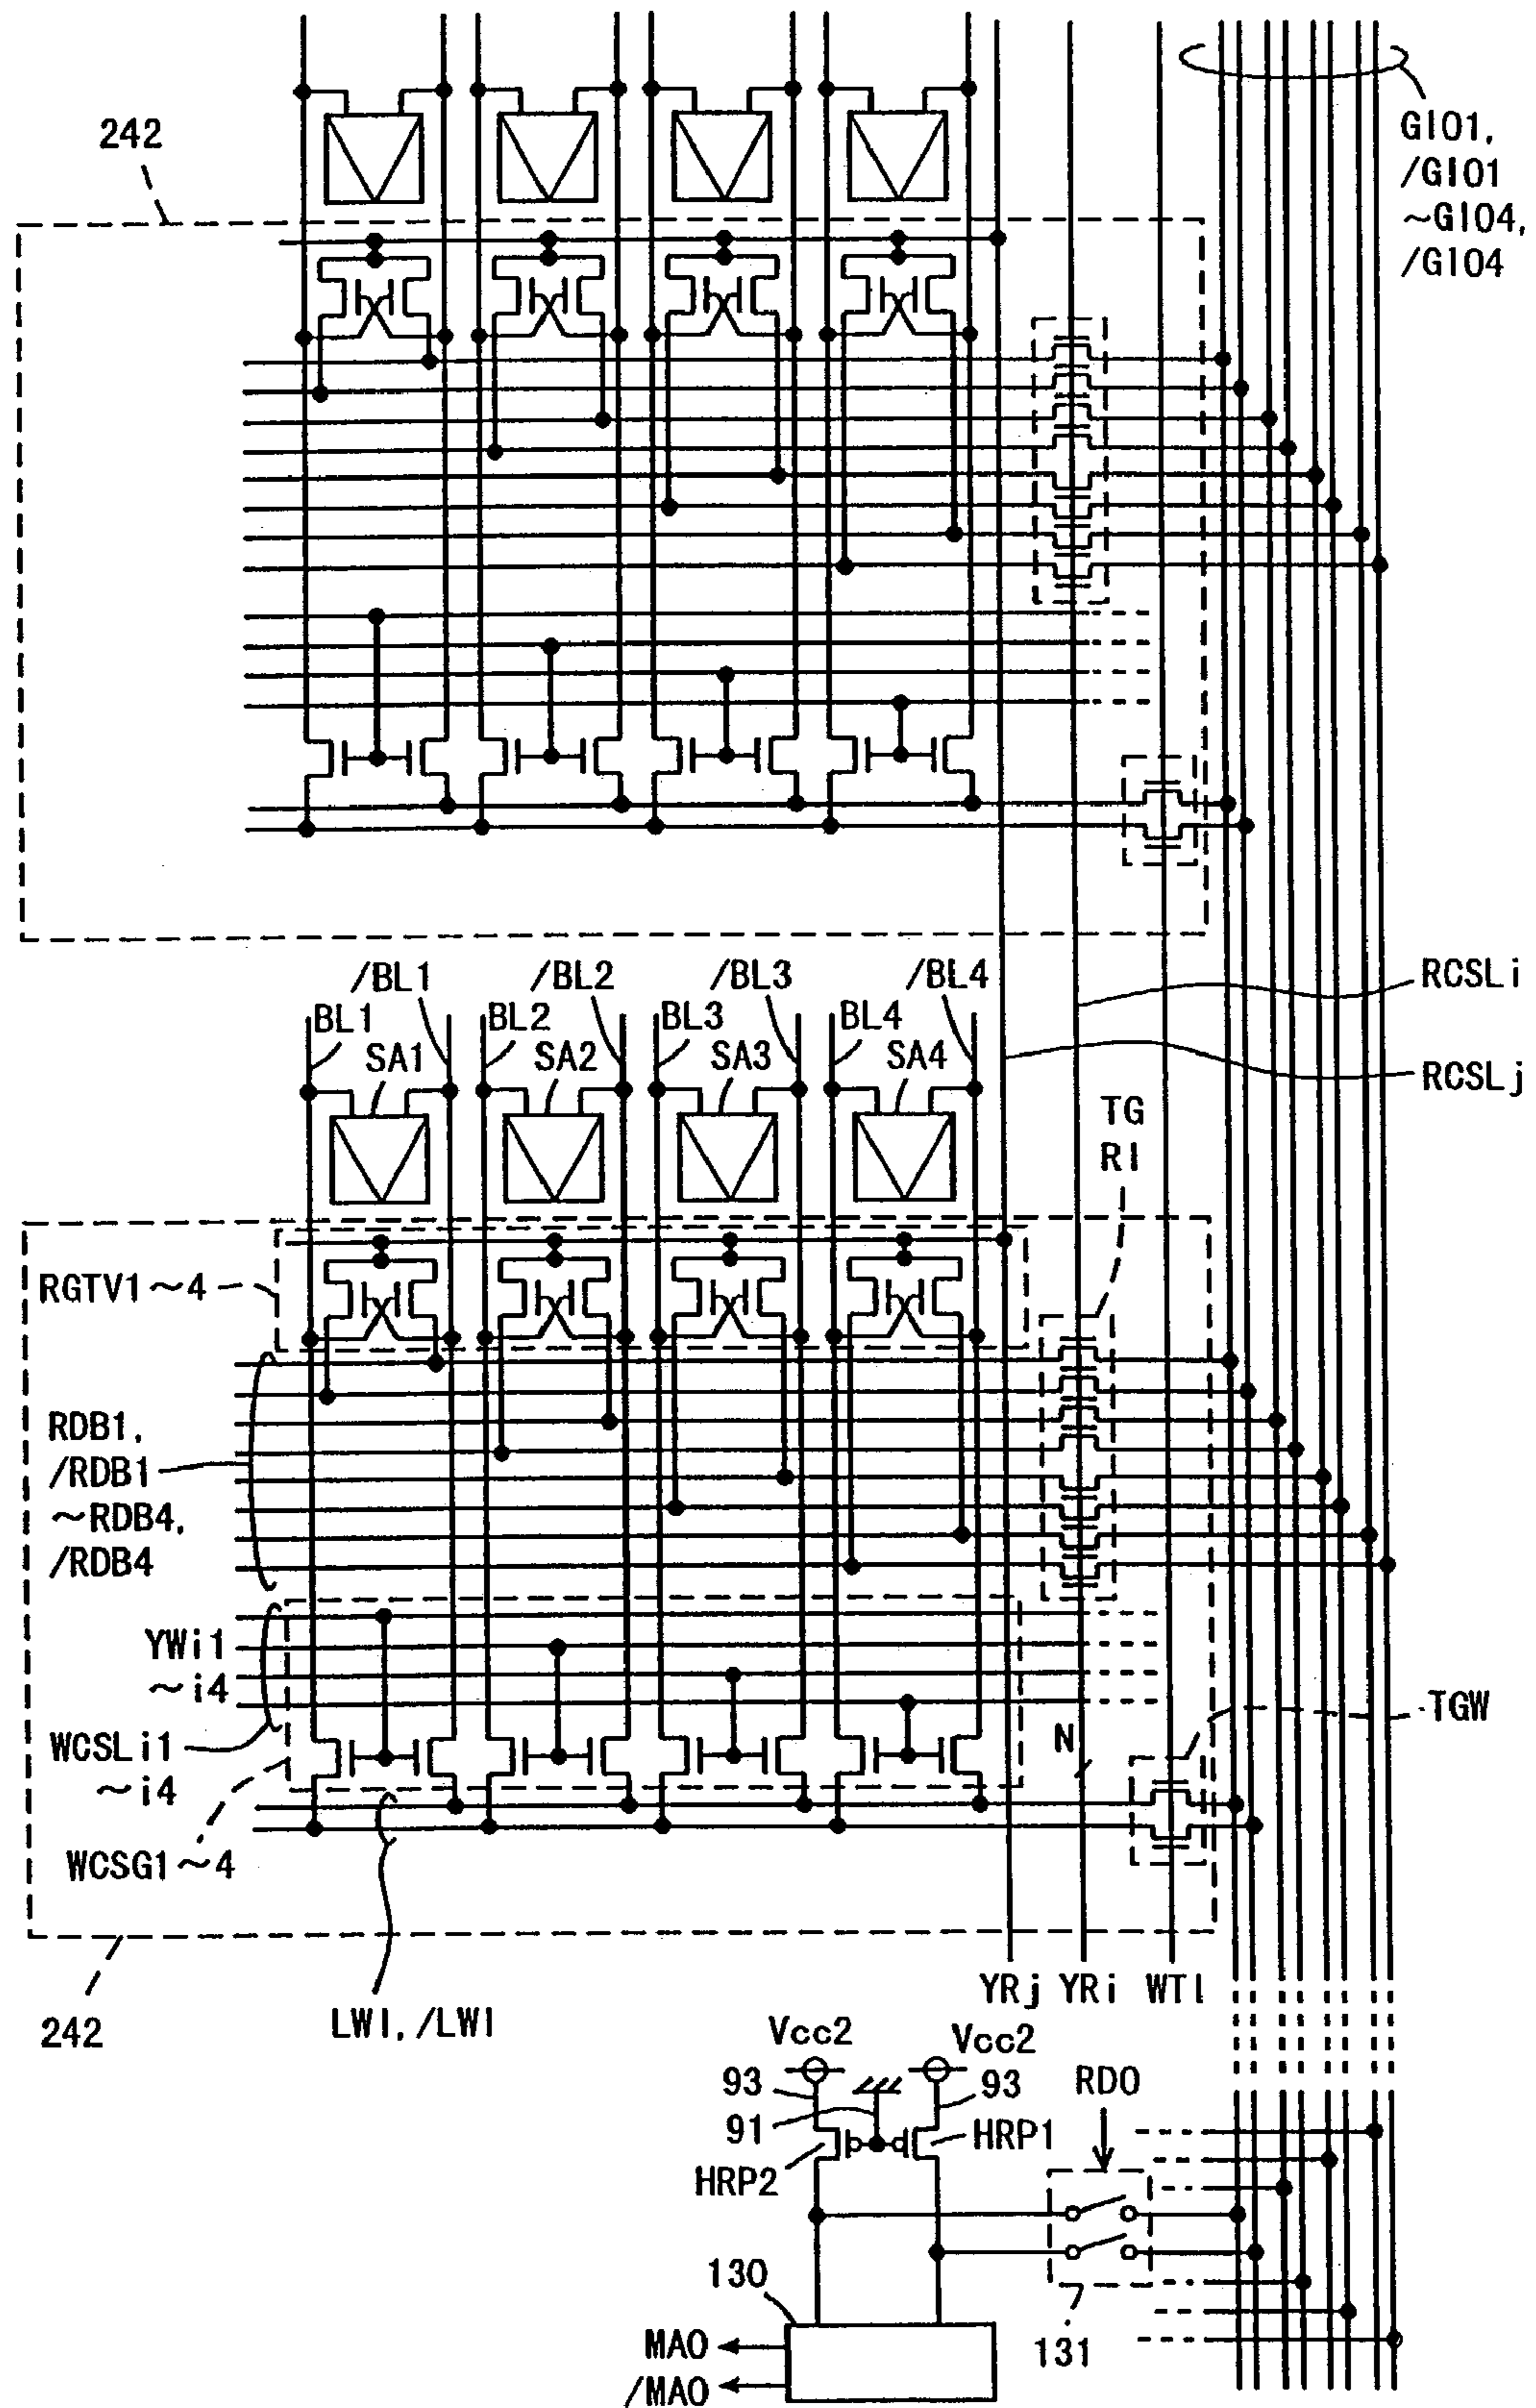 242
GIO1,
/GIO1
~GIO4,
/GIO4
/BL1
/BL2
/BL3
/BL4
RCSLi
BL1
BL2
BL3
BL4
SA1
SA2
SA3
SA4
RCSLj
TG
RI
RGTV1~4
RDB1,
/RDB1
~RDB4,
/RDB4
YWi1
~i4
WCSLi1
~i4
N
TGW
WCSG1~4
YRj YRi WTI
242
LWI, /LWI
Vcc2
Vcc2
93
93
RDO
91
HRP1
HRP2
130
131
MAO
/MAO